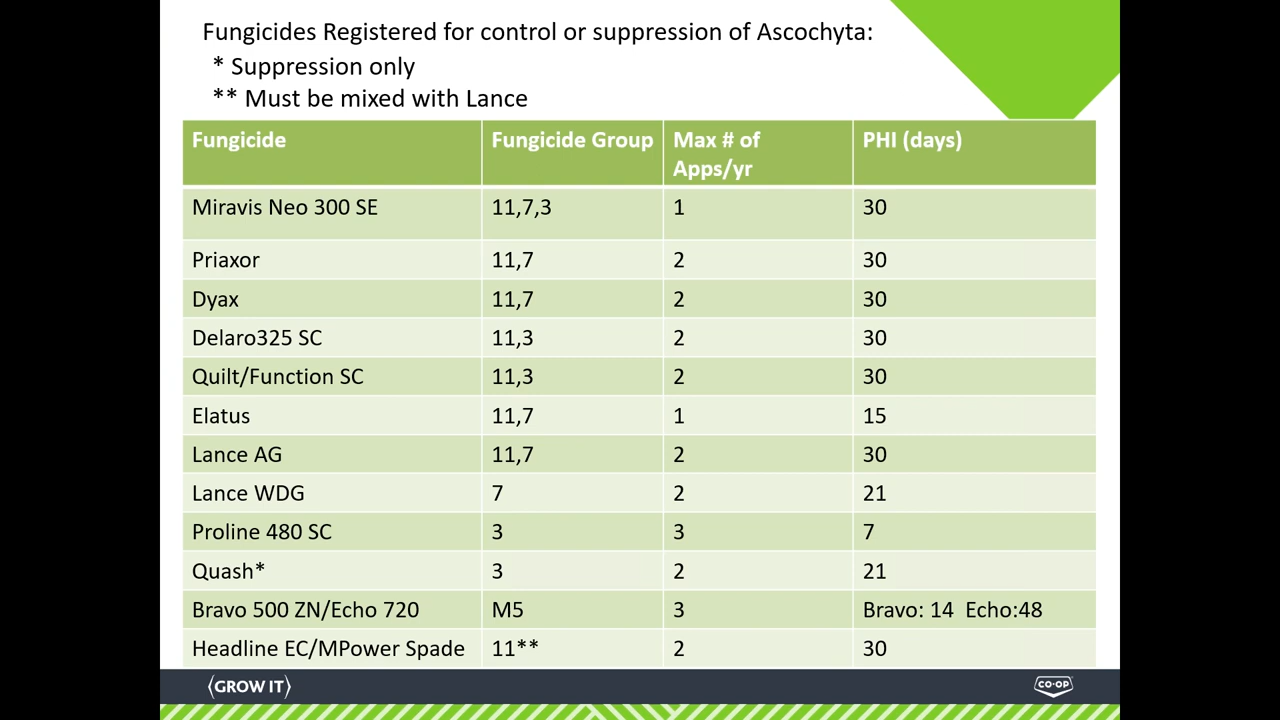 Fungicides Registered for control or suppression of Ascochyta:
* Suppression only
** Must be mixed with Lance
Fungicide Fungicide Group Max # of Apps/yr PHI (days)
Miravis Neo 300 SE 11,7,3 1 30
Priaxor 11,7 2 30
Dyax 11,7 2 30
Delaro325 SC 11,3 2 30
Quilt/Function SC 11,3 2 30
Elatus 11,7 1 15
Lance AG 11,7 2 30
Lance WDG 7 2 21
Proline 480 SC 3 3 7
Quash* 3 2 21
Bravo 500 ZN/Echo 720 M5 3 Bravo: 14 Echo:48
Headline EC/MPower Spade 11** 2 30
GROW IT CO-OP